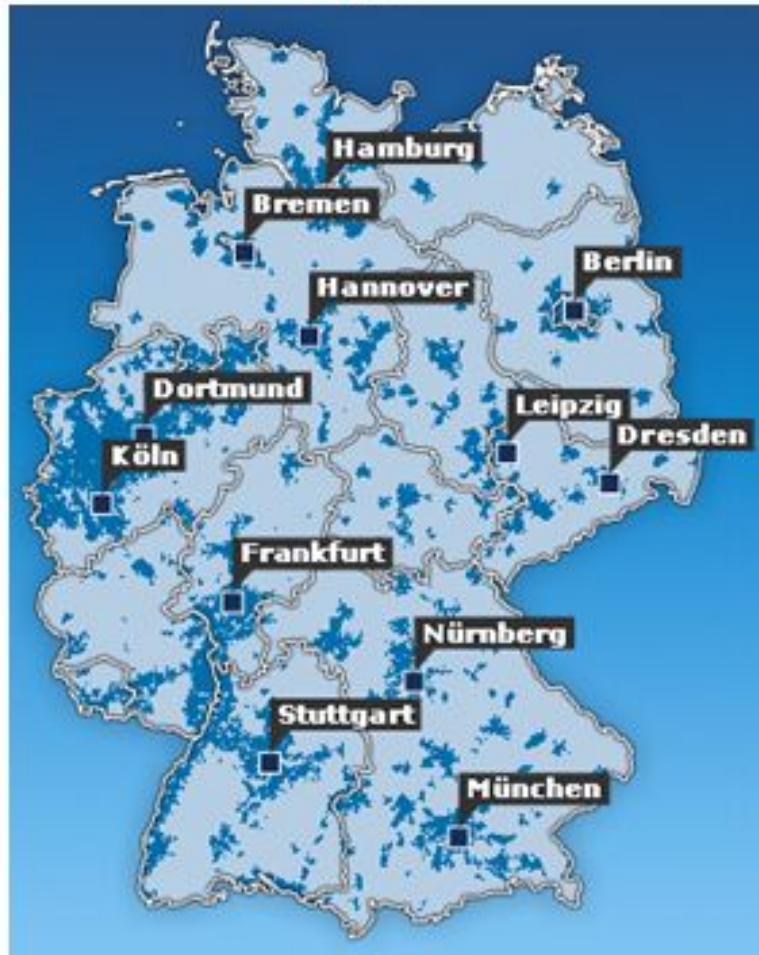 Hamburg
Bremen
Berlin
Hannover
Dortmund
Leipzig
Dresden
Köln
Frankfurt
Nürnberg
Stuttgart
München